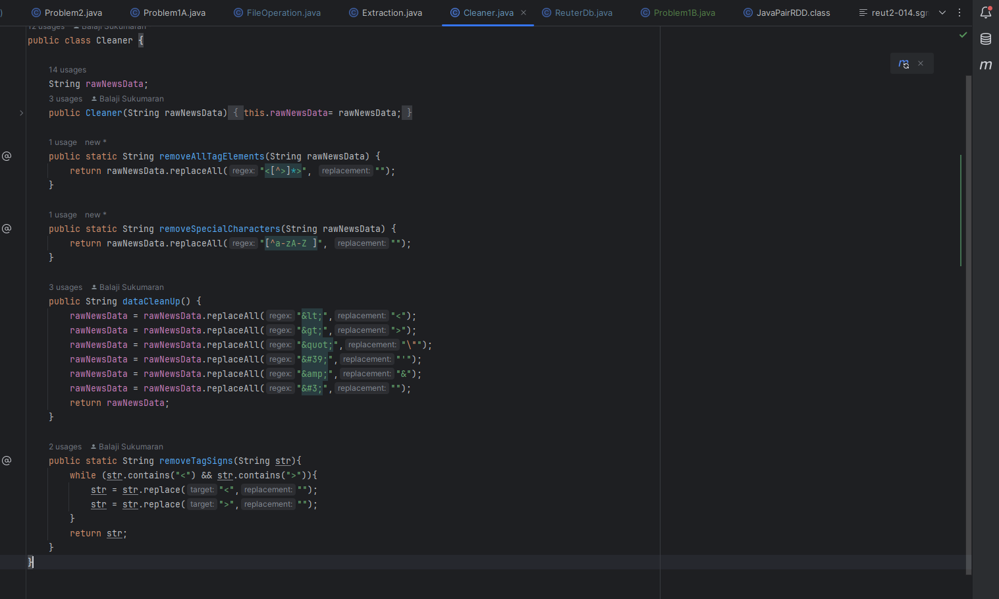 ) Problem2.java Problem1A.java FileOperation.java Extraction.java Cleaner.java × ReuterDb.java Problem1B.java JavaPairRDD.class reut2-014.sgm
12 usages Balaji Sukumaran
public class Cleaner {
14 usages
String rawNewsData;
3 usages Balaji Sukumaran
public Cleaner(String rawNewsData) { this.rawNewsData= rawNewsData; }
1 usage new *
public static String removeAllTagElements(String rawNewsData) {
return rawNewsData.replaceAll( regex: "<[^>]*>", replacement: "");
}
1 usage new *
public static String removeSpecialCharacters(String rawNewsData) {
return rawNewsData.replaceAll( regex: "[^a-zA-Z ]", replacement: "");
}
3 usages Balaji Sukumaran
public String dataCleanUp() {
rawNewsData = rawNewsData.replaceAll( regex: "&lt;", replacement: "<");
rawNewsData = rawNewsData.replaceAll( regex: "&gt;", replacement: ">");
rawNewsData = rawNewsData.replaceAll( regex: "&quot;", replacement: "\"");
rawNewsData = rawNewsData.replaceAll( regex: "&#39;", replacement: "'");
rawNewsData = rawNewsData.replaceAll( regex: "&amp;", replacement: "&");
rawNewsData = rawNewsData.replaceAll( regex: "&#3;", replacement: "");
return rawNewsData;
}
2 usages Balaji Sukumaran
public static String removeTagSigns(String str){
while (str.contains("<") && str.contains(">")){
str = str.replace( target: "<", replacement: "");
str = str.replace( target: ">", replacement: "");
}
return str;
}
}